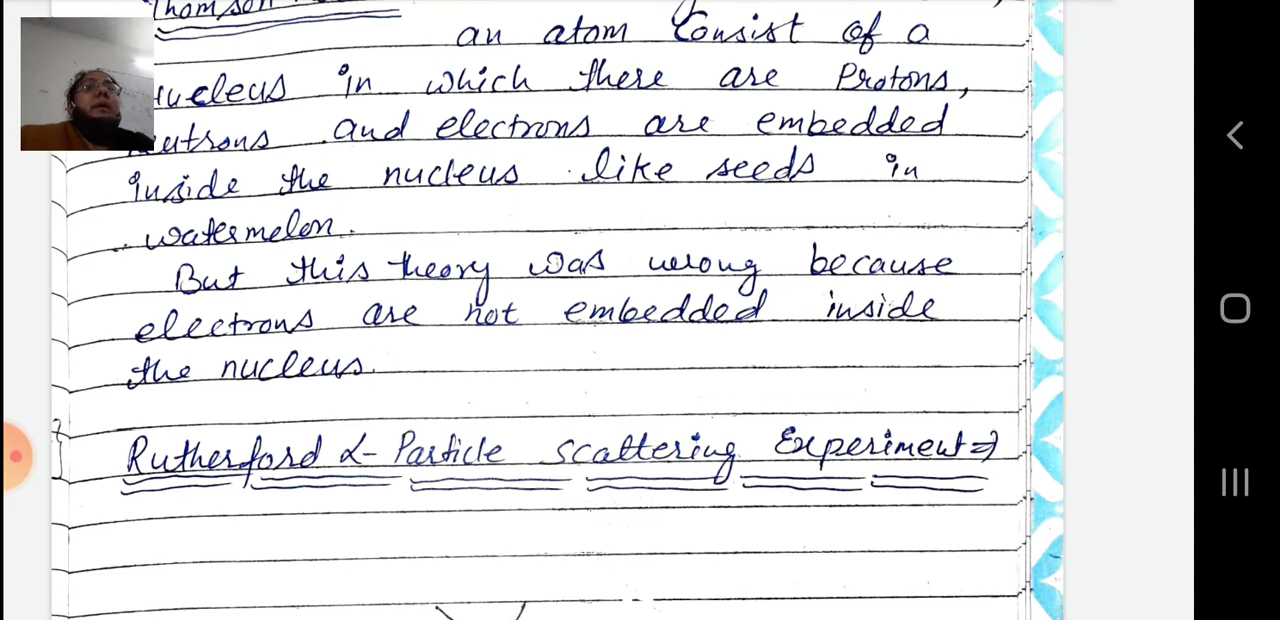 Thomson
an atom consist of a
nucleus in which there are Protons,
neutrons and electrons are embedded
inside the nucleus like seeds in
watermelon.
But this theory was wrong because
electrons are not embedded inside
the nucleus.
Rutherford α- Particle scattering Experiment ⇒